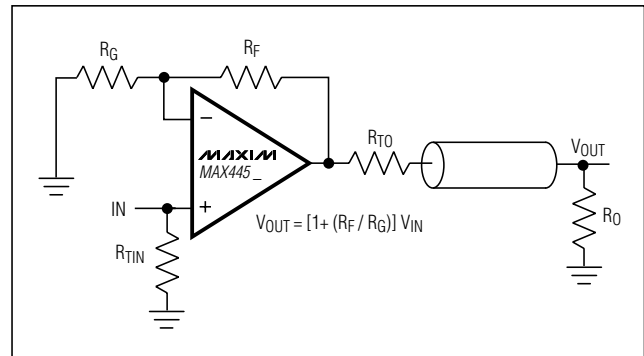 RG
RF
−
MAXIM
MAX445_
RTO
VOUT
IN
+
VOUT = [1+ (RF / RG)] VIN
RO
RTIN